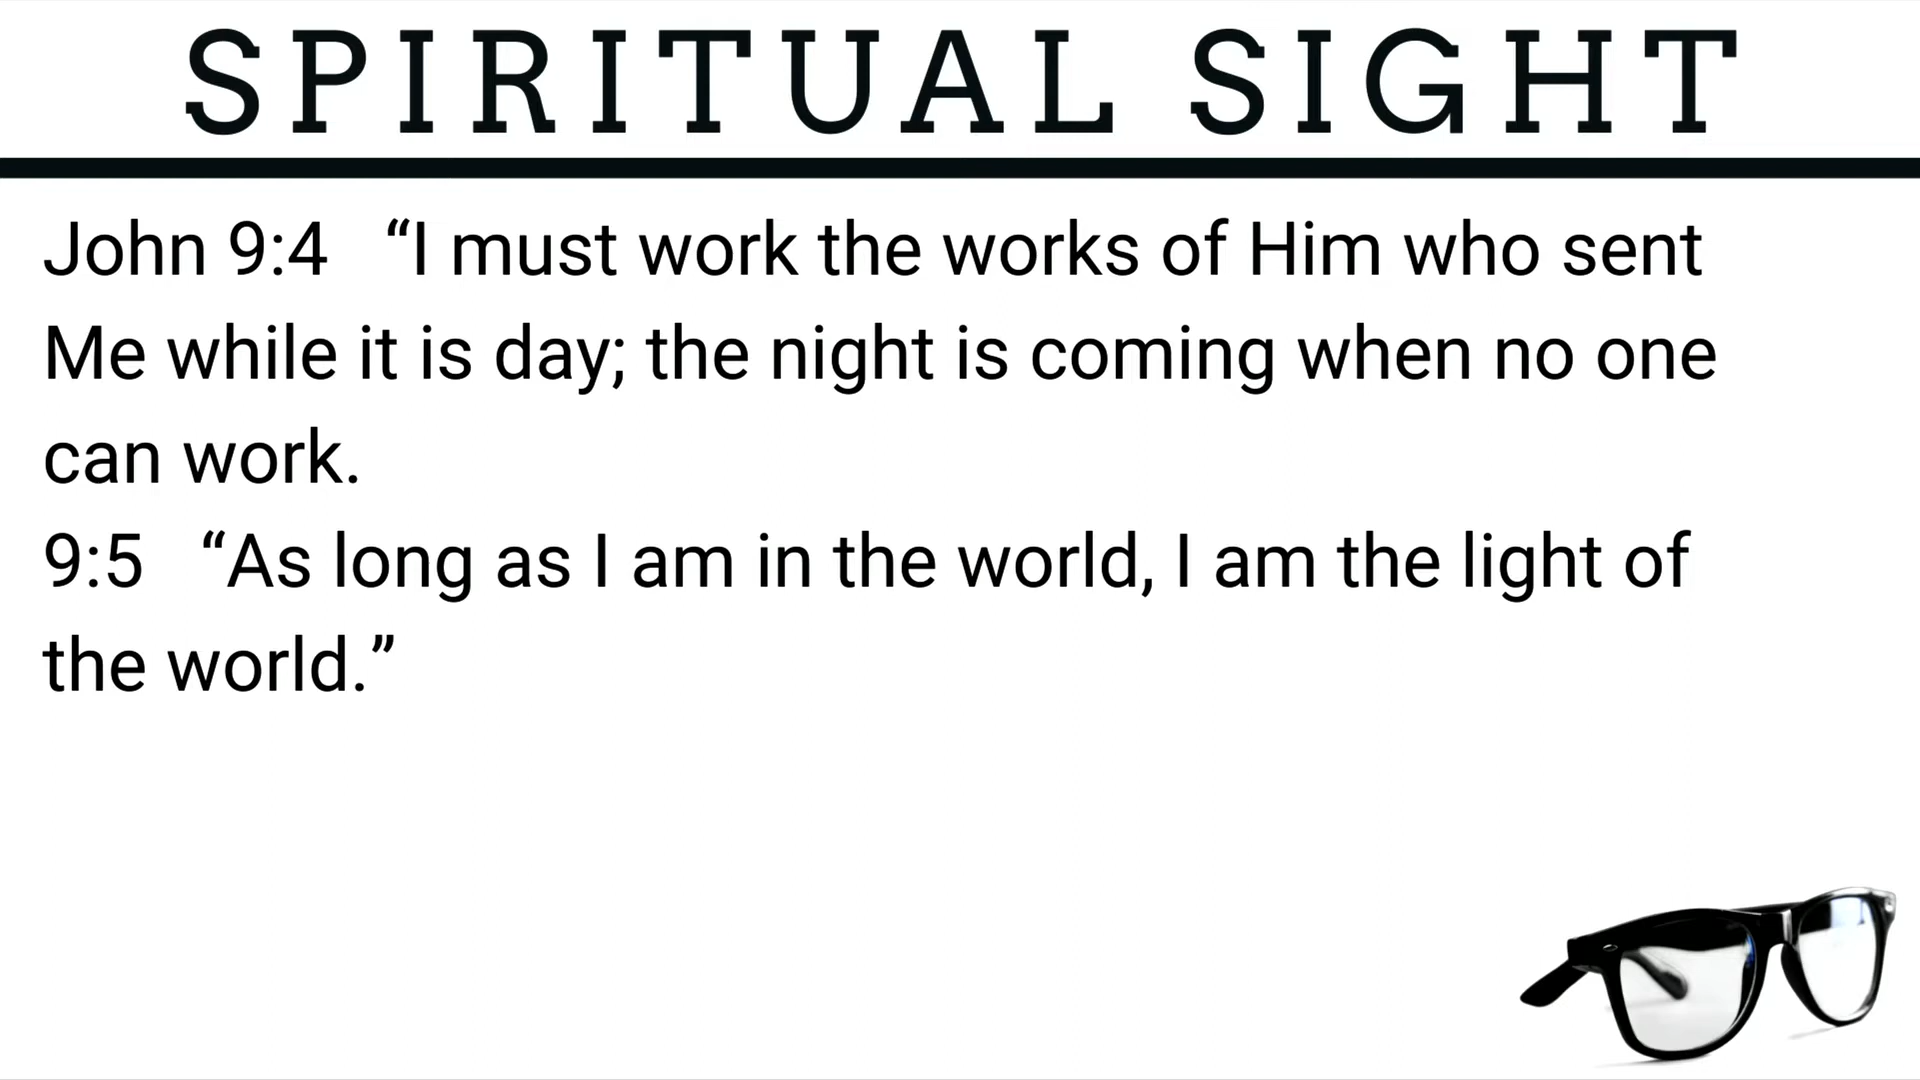 SPIRITUAL SIGHT
John 9:4 “I must work the works of Him who sent
Me while it is day; the night is coming when no one
can work.
9:5 “As long as I am in the world, I am the light of
the world.”